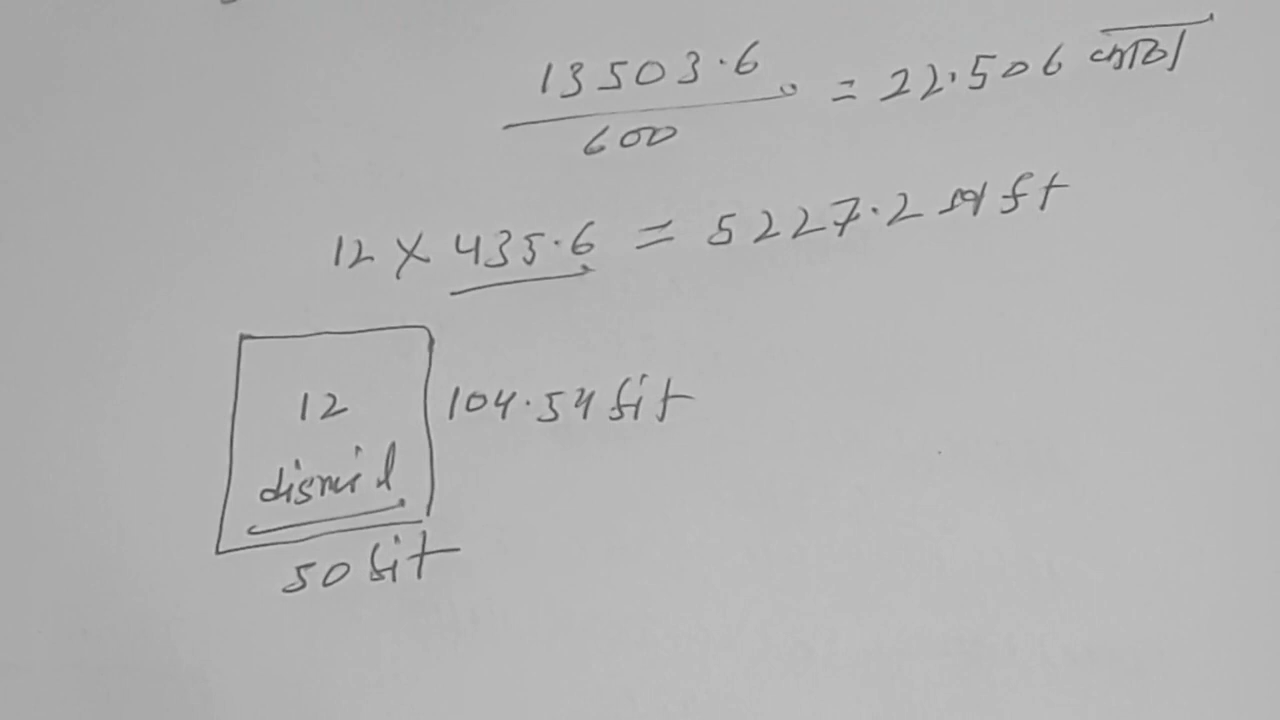 13503.6
600
= 22.506
12 × 435.6 = 5227.2 sq ft
12
dismil
104.54 fit
50 fit